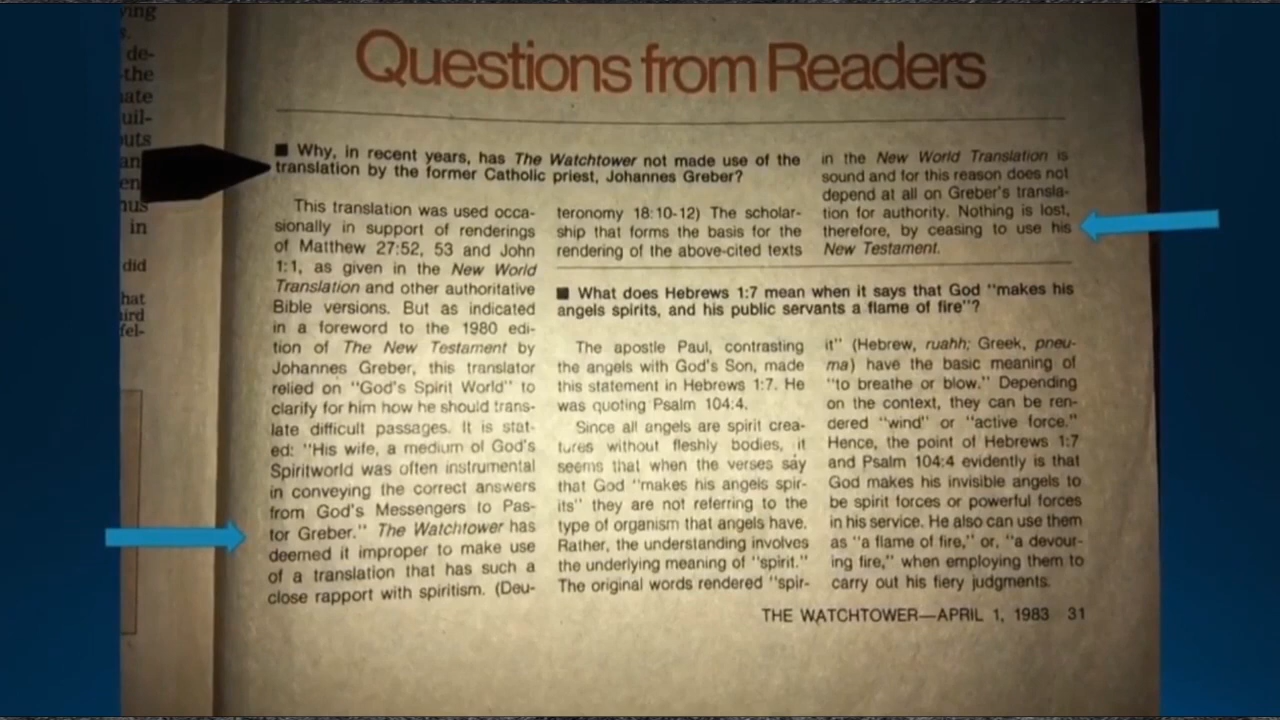 ying
s.
de-
-the
nate
uil-
outs
an
en
nus
in
did
hat
ird
fel-
Questions from Readers
■ Why, in recent years, has The Watchtower not made use of the
translation by the former Catholic priest, Johannes Greber?
This translation was used occa-
sionally in support of renderings
of Matthew 27:52, 53 and John
1:1, as given in the New World
Translation and other authoritative
Bible versions. But as indicated
in a foreword to the 1980 edi-
tion of The New Testament by
Johannes Greber, this translator
relied on "God's Spirit World" to
clarify for him how he should trans-
late difficult passages. It is stat-
ed: "His wife, a medium of God's
Spiritworld was often instrumental
in conveying the correct answers
from God's Messengers to Pas-
tor Greber." The Watchtower has
deemed it improper to make use
of a translation that has such a
close rapport with spiritism. (Deu-
teronomy 18:10-12) The scholar-
ship that forms the basis for the
rendering of the above-cited texts
in the New World Translation is
sound and for this reason does not
depend at all on Greber's transla-
tion for authority. Nothing is lost,
therefore, by ceasing to use his
New Testament.
■ What does Hebrews 1:7 mean when it says that God "makes his
angels spirits, and his public servants a flame of fire"?
The apostle Paul, contrasting
the angels with God's Son, made
this statement in Hebrews 1:7. He
was quoting Psalm 104:4.
Since all angels are spirit crea-
tures without fleshly bodies, it
seems that when the verses say
that God "makes his angels spir-
its" they are not referring to the
type of organism that angels have.
Rather, the understanding involves
the underlying meaning of "spirit."
The original words rendered "spir-
it" (Hebrew, ruahh; Greek, pneu-
ma) have the basic meaning of
"to breathe or blow." Depending
on the context, they can be ren-
dered "wind" or "active force."
Hence, the point of Hebrews 1:7
and Psalm 104:4 evidently is that
God makes his invisible angels to
be spirit forces or powerful forces
in his service. He also can use them
as "a flame of fire," or, "a devour-
ing fire," when employing them to
carry out his fiery judgments.
THE WATCHTOWER—APRIL 1, 1983 31